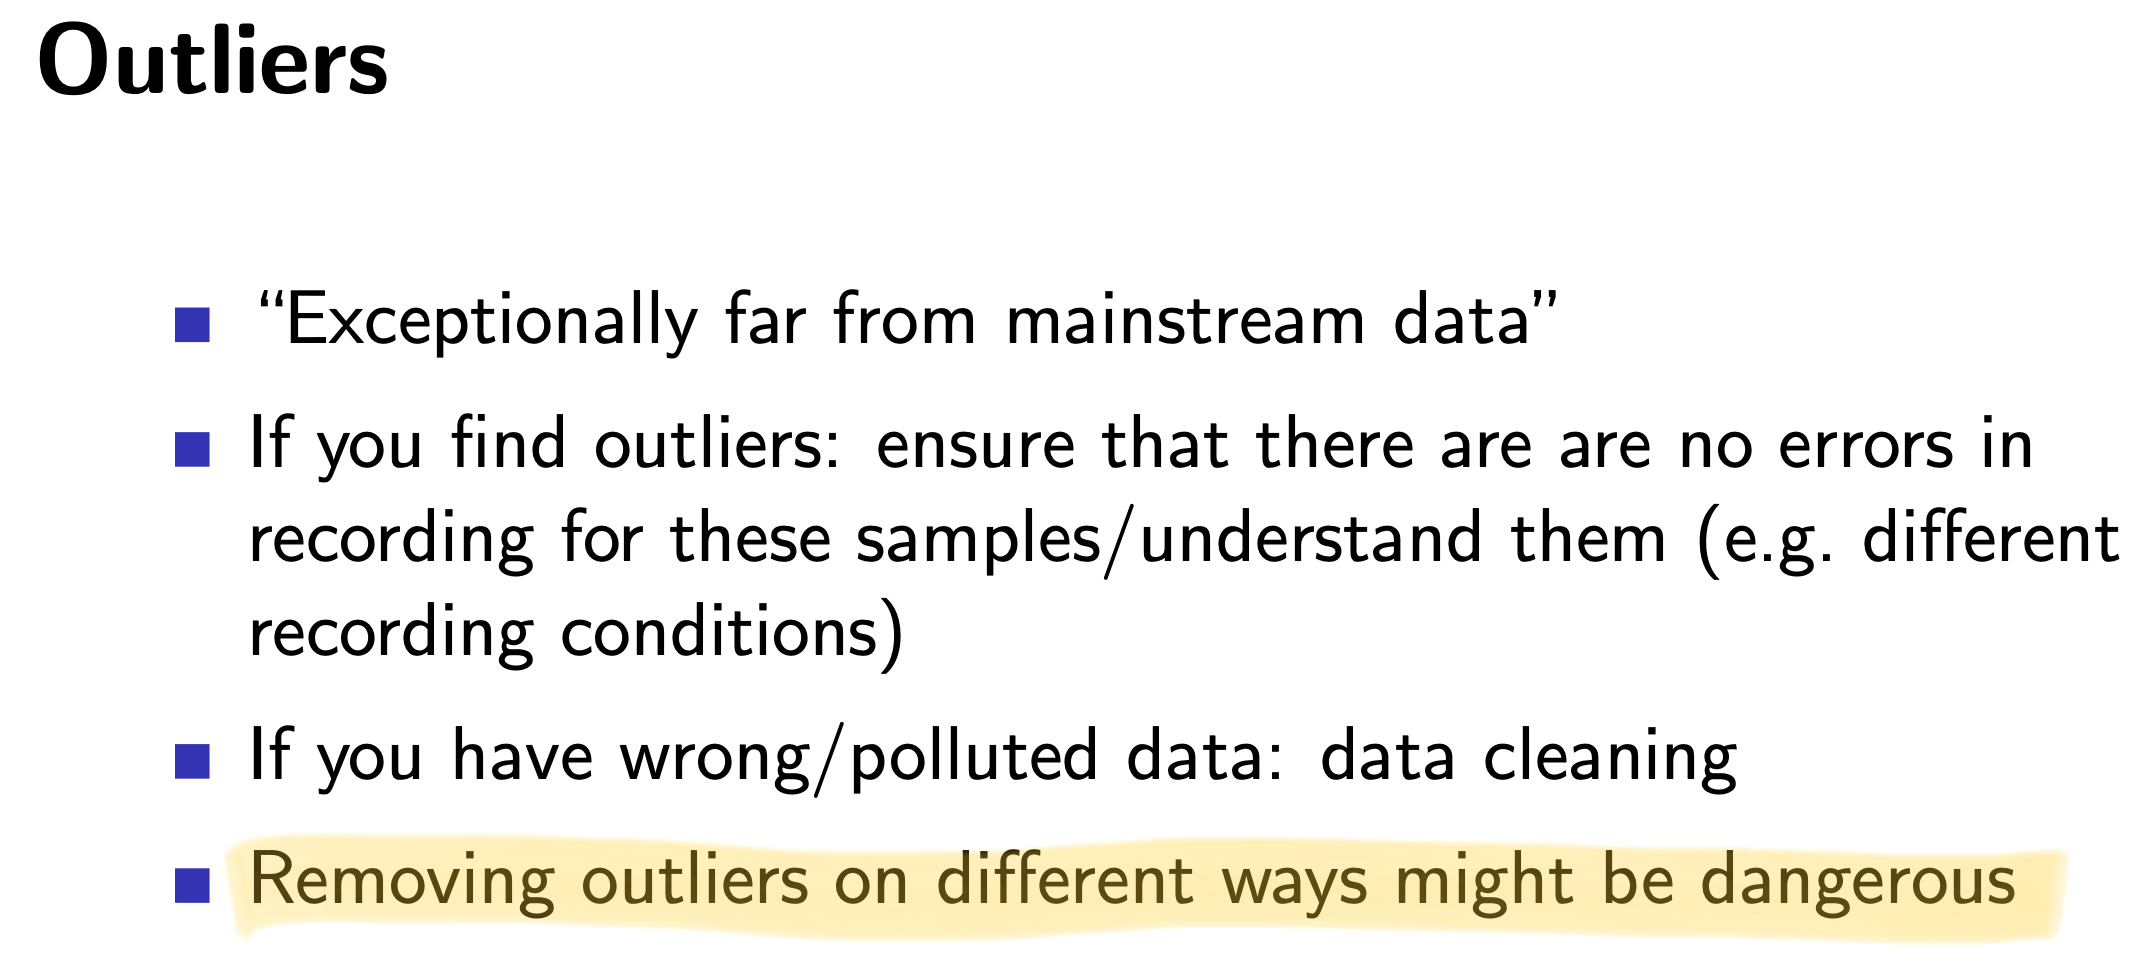 Outliers
“Exceptionally far from mainstream data”
If you find outliers: ensure that there are are no errors in
recording for these samples/understand them (e.g. different
recording conditions)
If you have wrong/polluted data: data cleaning
Removing outliers on different ways might be dangerous